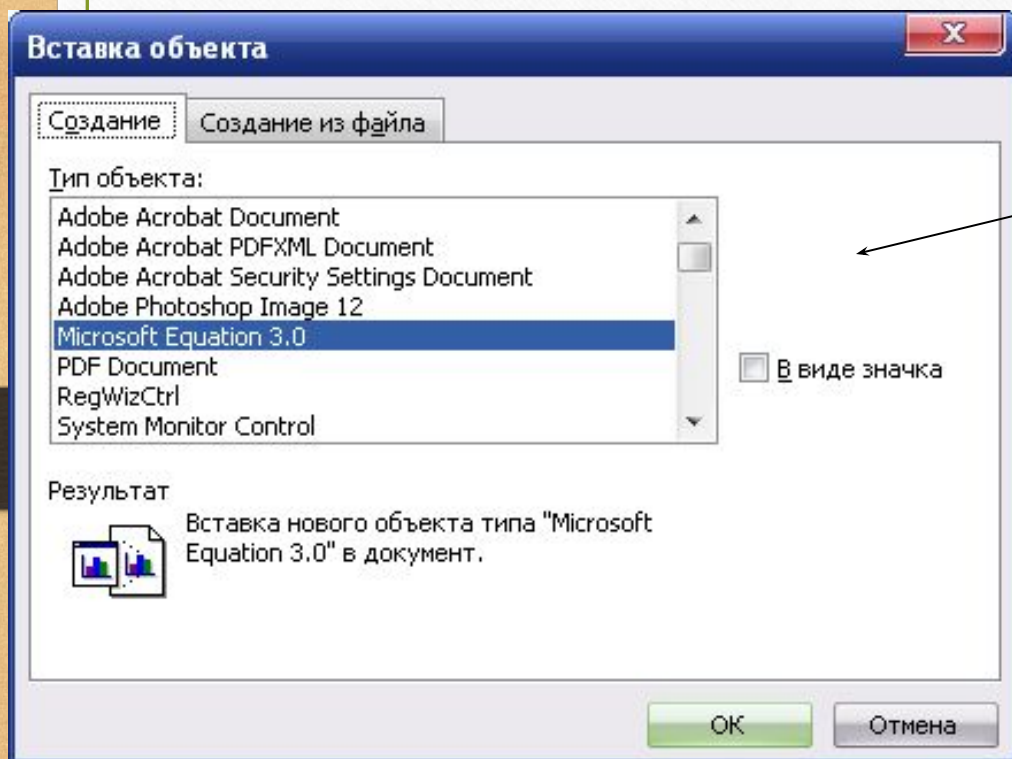 Вставка объекта
Создание
Создание из файла
Тип объекта:
Adobe Acrobat Document
Adobe Acrobat PDFXML Document
Adobe Acrobat Security Settings Document
Adobe Photoshop Image 12
Microsoft Equation 3.0
PDF Document
RegWizCtrl
System Monitor Control
В виде значка
Результат
Вставка нового объекта типа "Microsoft
Equation 3.0" в документ.
ОК
Отмена